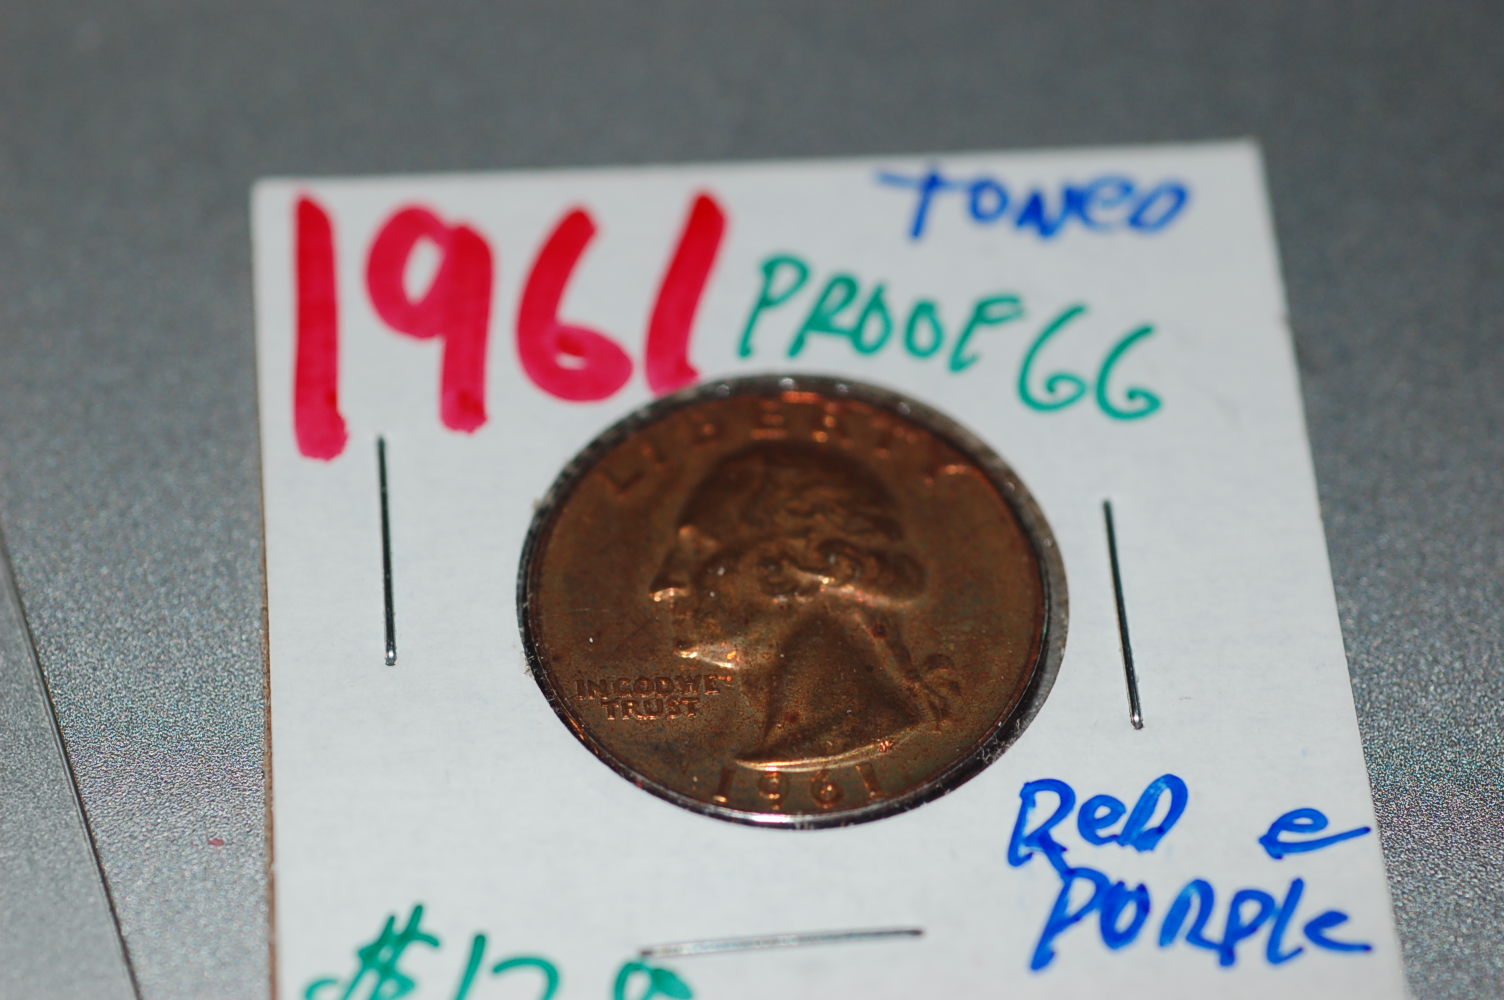 TONED
1961
PROOF 66
LIBERTY
IN GOD WE
TRUST
1961
RED e
PURPLE